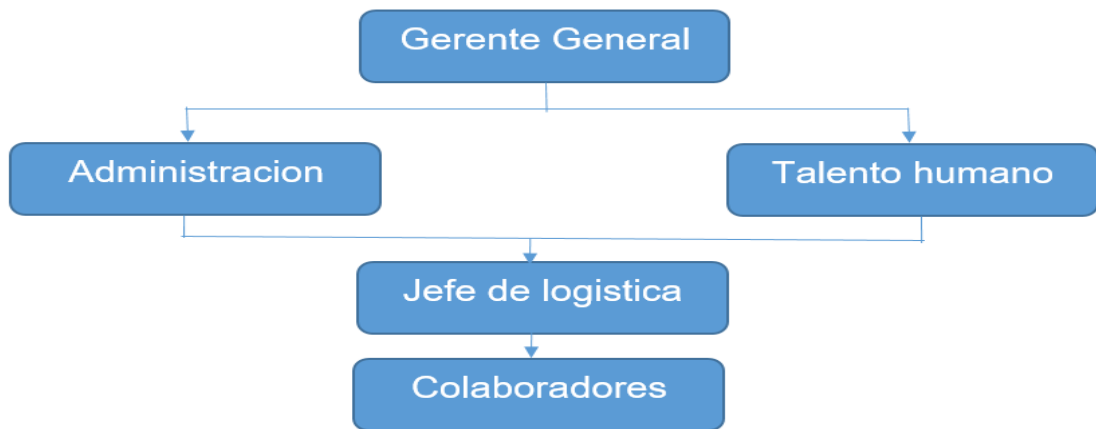 Gerente General
Administracion
Talento humano
Jefe de logistica
Colaboradores